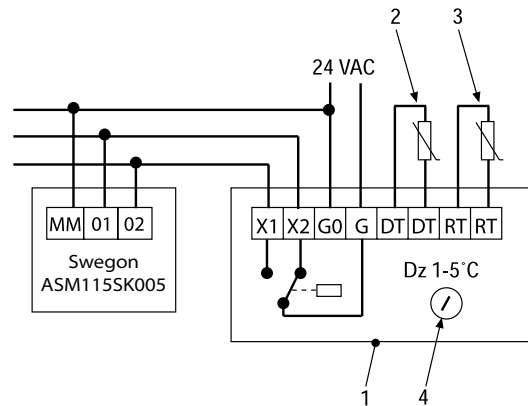 2 3
24 VAC
MM 01 02
X1 X2 G0 G DT DT RT RT
Swegon
ASM115SK005
Dz 1-5˚C
1 4